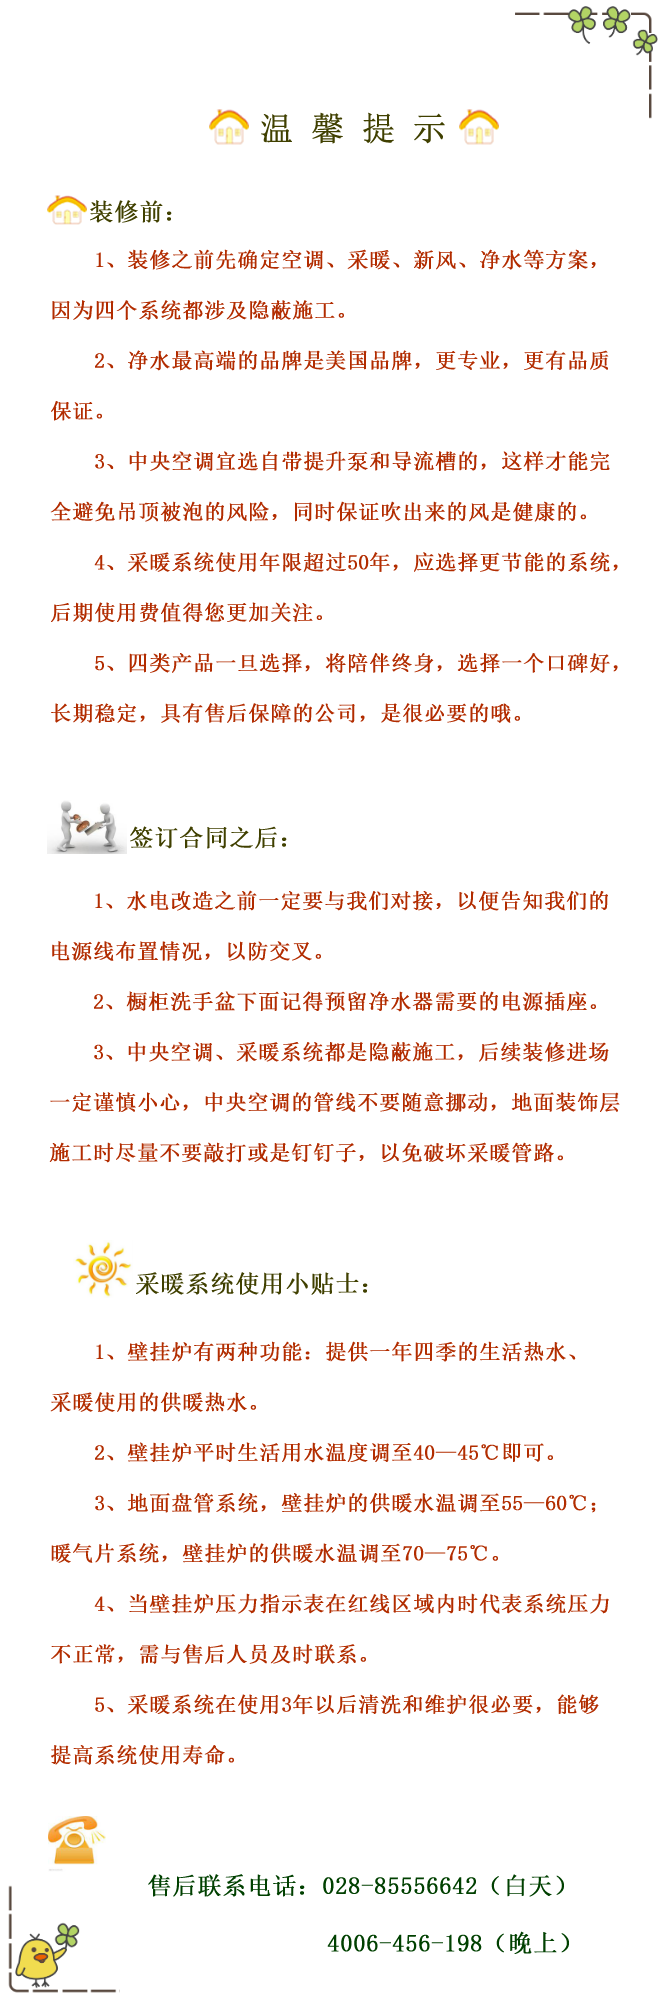 温 馨 提 示
装修前：
1、装修之前先确定空调、采暖、新风、净水等方案，
因为四个系统都涉及隐蔽施工。
2、净水最高端的品牌是美国品牌，更专业，更有品质
保证。
3、中央空调宜选自带提升泵和导流槽的，这样才能完
全避免吊顶被泡的风险，同时保证吹出来的风是健康的。
4、采暖系统使用年限超过50年，应选择更节能的系统，
后期使用费值得您更加关注。
5、四类产品一旦选择，将陪伴终身，选择一个口碑好，
长期稳定，具有售后保障的公司，是很必要的哦。
签订合同之后：
1、水电改造之前一定要与我们对接，以便告知我们的
电源线布置情况，以防交叉。
2、橱柜洗手盆下面记得预留净水器需要的电源插座。
3、中央空调、采暖系统都是隐蔽施工，后续装修进场
一定谨慎小心，中央空调的管线不要随意挪动，地面装饰层
施工时尽量不要敲打或是钉钉子，以免破坏采暖管路。
采暖系统使用小贴士：
1、壁挂炉有两种功能：提供一年四季的生活热水、
采暖使用的供暖热水。
2、壁挂炉平时生活用水温度调至40—45℃即可。
3、地面盘管系统，壁挂炉的供暖水温调至55—60℃；
暖气片系统，壁挂炉的供暖水温调至70—75℃。
4、当壁挂炉压力指示表在红线区域内时代表系统压力
不正常，需与售后人员及时联系。
5、采暖系统在使用3年以后清洗和维护很必要，能够
提高系统使用寿命。
售后联系电话：028-85556642（白天）
4006-456-198（晚上）